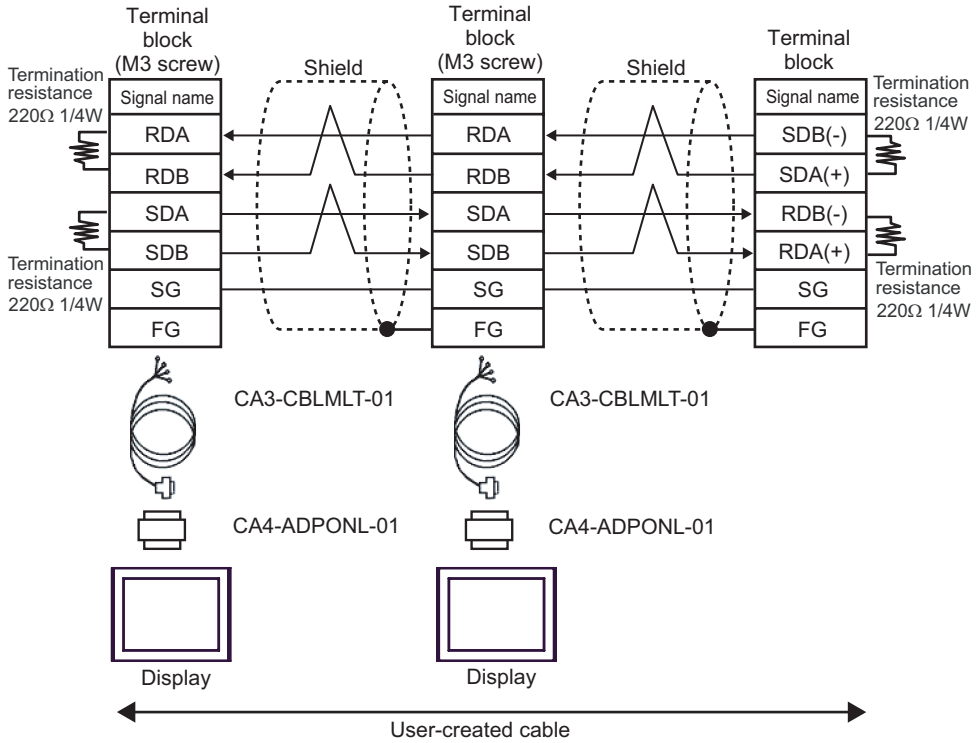 Terminal
block
(M3 screw)
Terminal
block
(M3 screw)
Terminal
block
Termination
resistance
220Ω 1/4W
Shield
Shield
Termination
resistance
220Ω 1/4W
Signal name
Signal name
Signal name
RDA
RDA
SDB(-)
RDB
RDB
SDA(+)
SDA
SDA
RDB(-)
SDB
SDB
RDA(+)
Termination
resistance
220Ω 1/4W
Termination
resistance
220Ω 1/4W
SG
SG
SG
FG
FG
FG
CA3-CBLMLT-01
CA3-CBLMLT-01
CA4-ADPONL-01
CA4-ADPONL-01
Display
Display
User-created cable